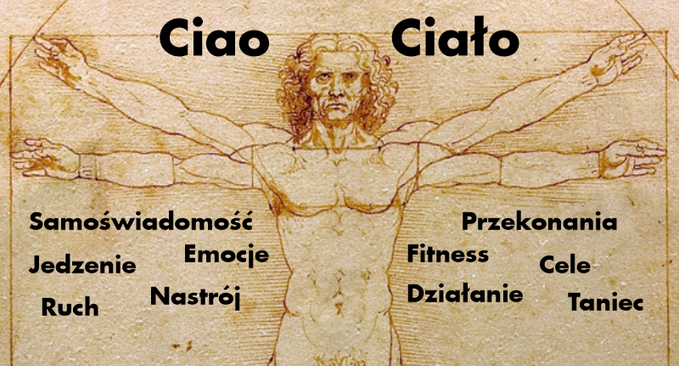 Ciao Ciało
Samoświadomość Przekonania
Emocje Fitness
Jedzenie Cele
Nastrój Działanie
Ruch Taniec